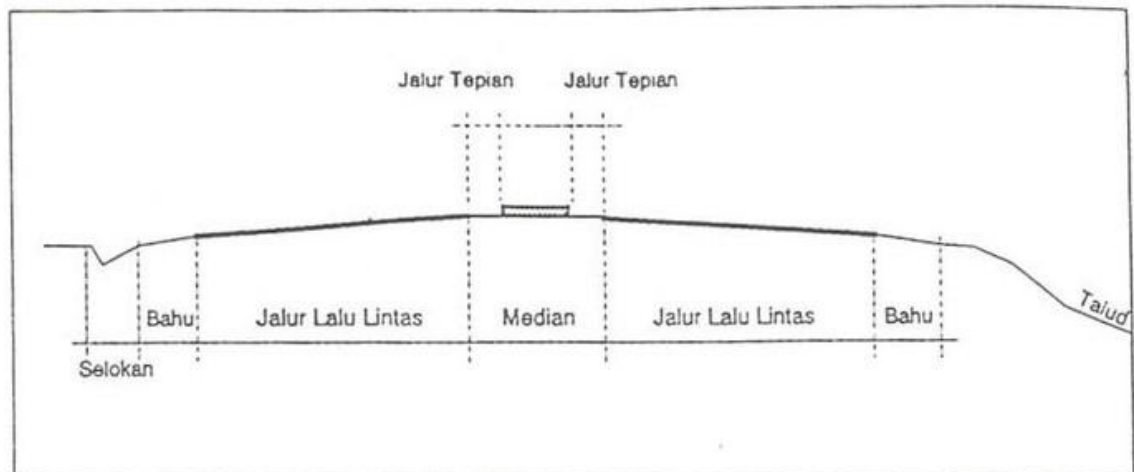 Jalur Tepian Jalur Tepian
Bahu Jalur Lalu Lintas Median Jalur Lalu Lintas Bahu
Talud
Selokan